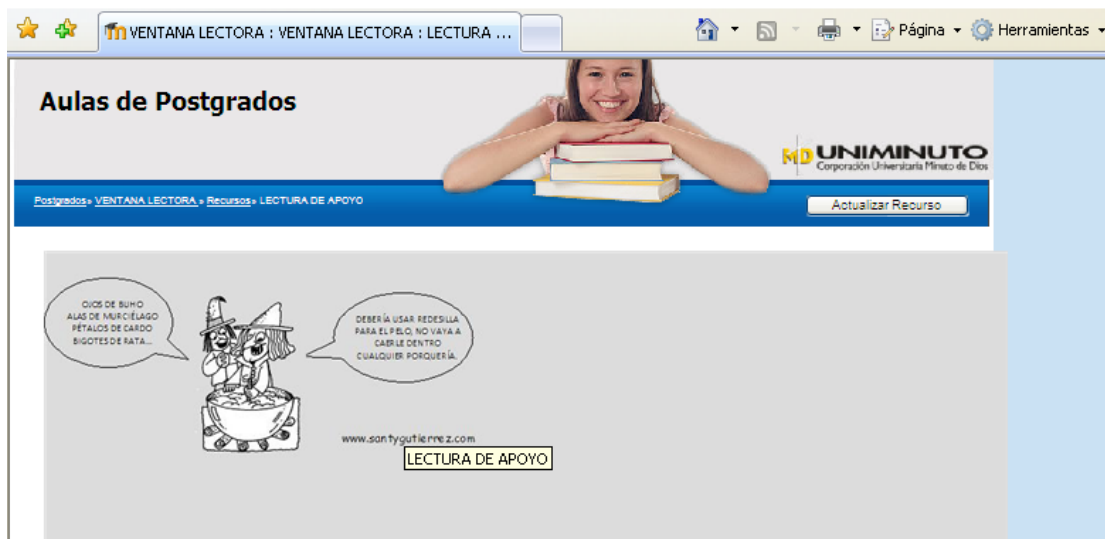 VENTANA LECTORA : VENTANA LECTORA : LECTURA ...
Página
Herramientas
Aulas de Postgrados
MD UNIMINUTO
Corporación Universitaria Minuto de Dios
Postgrados» VENTANA LECTORA » Recursos» LECTURA DE APOYO
Actualizar Recurso
OJOS DE BUHO
ALAS DE MURCIÉLAGO
PÉTALOS DE CARDO
BIGOTES DE RATA...
DEBERÍA USAR REDESILLA
PARA EL PELO, NO VAYA A
CAERLE DENTRO
CUALQUIER PORQUERÍA.
www.santygutierrez.com
LECTURA DE APOYO